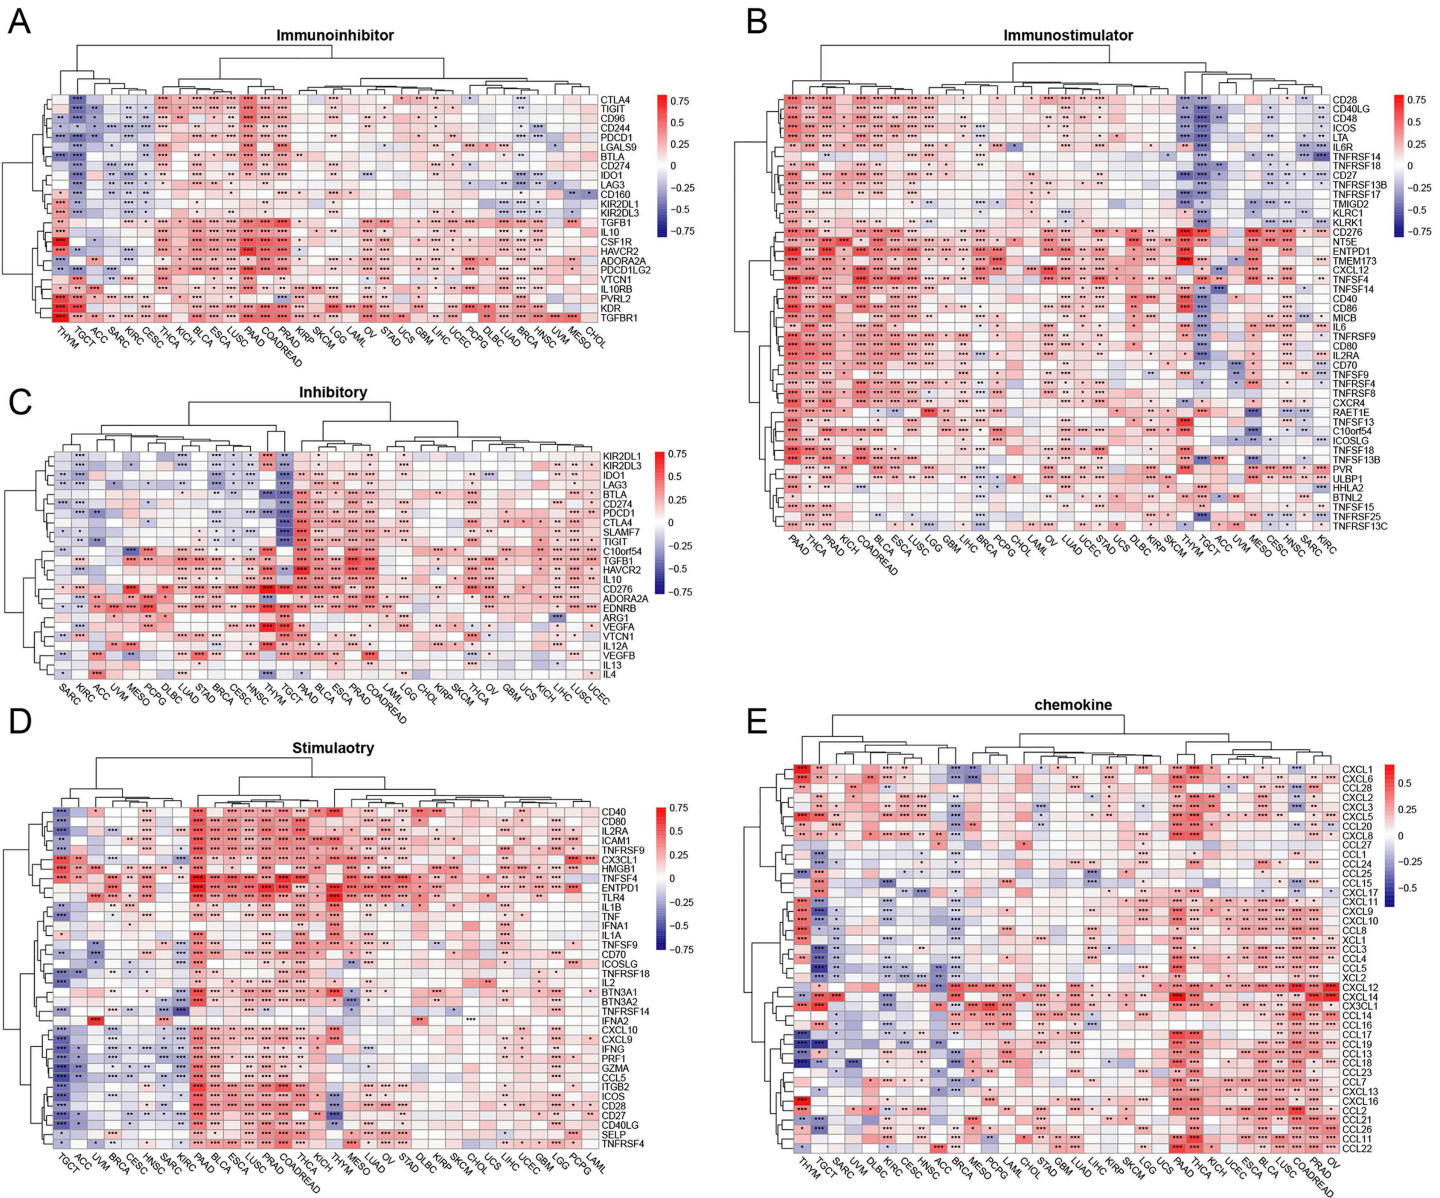 A
Immunoinhibitor
CTLA4
TIGIT
CD96
CD244
PDCD1
LGALS9
BTLA
CD274
IDO1
LAG3
CD160
KIR2DL1
KIR2DL3
TGFB1
IL10
CSF1R
HAVCR2
ADORA2A
PDCD1LG2
VTCN1
IL10RB
PVRL2
KDR
TGFBR1
0.75
0.5
0.25
0
−0.25
−0.5
−0.75
THYM
TGCT
ACC
SARC
KIRC
CESC
THCA
KICH
BLCA
ESCA
LUSC
PAAD
COADREAD
PRAD
KIRP
SKCM
LGG
LAML
OV
STAD
UCS
GBM
LIHC
UCEC
PCPG
DLBC
LUAD
BRCA
HNSC
UVM
MESO
CHOL
B
Immunostimulator
CD28
CD40LG
CD48
ICOS
LTA
IL6R
TNFRSF14
TNFRSF18
CD27
TNFRSF13B
TNFRSF17
TMIGD2
KLRC1
KLRK1
CD276
NT5E
ENTPD1
TMEM173
CXCL12
TNFSF4
TNFSF14
CD40
CD86
MICB
IL6
TNFRSF9
CD80
IL2RA
CD70
TNFSF9
TNFRSF4
TNFRSF8
CXCR4
RAET1E
TNFSF13
C10orf54
ICOSLG
TNFSF18
TNFSF13B
PVR
ULBP1
HHLA2
BTNL2
TNFSF15
TNFRSF25
TNFRSF13C
0.75
0.5
0.25
0
−0.25
−0.5
−0.75
PAAD
THCA
PRAD
KICH
COADREAD
BLCA
ESCA
LUSC
LGG
GBM
LIHC
BRCA
PCPG
CHOL
LAML
OV
LUAD
UCEC
STAD
UCS
DLBC
KIRP
SKCM
THYM
TGCT
ACC
UVM
MESO
CESC
HNSC
SARC
KIRC
C
Inhibitory
KIR2DL1
KIR2DL3
IDO1
LAG3
BTLA
CD274
PDCD1
CTLA4
SLAMF7
TIGIT
C10orf54
TGFB1
HAVCR2
IL10
CD276
ADORA2A
EDNRB
ARG1
VEGFA
VTCN1
IL12A
VEGFB
IL13
IL4
0.75
0.5
0.25
0
−0.25
−0.5
−0.75
SARC
KIRC
ACC
UVM
MESO
PCPG
DLBC
LUAD
STAD
BRCA
CESC
HNSC
THYM
TGCT
PAAD
BLCA
ESCA
PRAD
COADREAD
LAML
LGG
CHOL
KIRP
SKCM
THCA
OV
GBM
UCS
KICH
LIHC
LUSC
UCEC
D
Stimulaotry
CD40
CD80
IL2RA
ICAM1
TNFRSF9
CX3CL1
HMGB1
TNFSF4
ENTPD1
TLR4
IL1B
TNF
IFNA1
IL1A
TNFSF9
CD70
ICOSLG
TNFRSF18
IL2
BTN3A1
BTN3A2
TNFRSF14
IFNA2
CXCL10
CXCL9
IFNG
PRF1
GZMA
CCL5
ITGB2
ICOS
CD28
CD27
CD40LG
SELP
TNFRSF4
0.75
0.5
0.25
0
−0.25
−0.5
−0.75
TGCT
ACC
UVM
BRCA
CESC
HNSC
SARC
KIRC
PAAD
BLCA
ESCA
LUSC
PRAD
COADREAD
THCA
KICH
THYM
MESO
LUAD
OV
STAD
DLBC
KIRP
SKCM
CHOL
UCS
LIHC
UCEC
GBM
LGG
PCPG
LAML
E
chemokine
CXCL1
CXCL6
CCL28
CXCL2
CXCL3
CXCL5
CCL20
CXCL8
CCL27
CCL1
CCL24
CCL25
CCL15
CXCL17
CXCL11
CXCL9
CXCL10
CCL8
XCL1
CCL3
CCL4
CCL5
XCL2
CXCL12
CXCL14
CX3CL1
CCL14
CCL16
CCL17
CCL19
CCL13
CCL18
CCL23
CCL7
CXCL13
CXCL16
CCL2
CCL21
CCL26
CCL11
CCL22
0.5
0.25
0
−0.25
−0.5
THYM
TGCT
SARC
UVM
DLBC
KIRC
CESC
HNSC
ACC
BRCA
MESO
PCPG
LAML
CHOL
STAD
GBM
LUAD
LIHC
KIRP
SKCM
LGG
UCS
PAAD
THCA
KICH
UCEC
ESCA
BLCA
LUSC
COADREAD
PRAD
OV